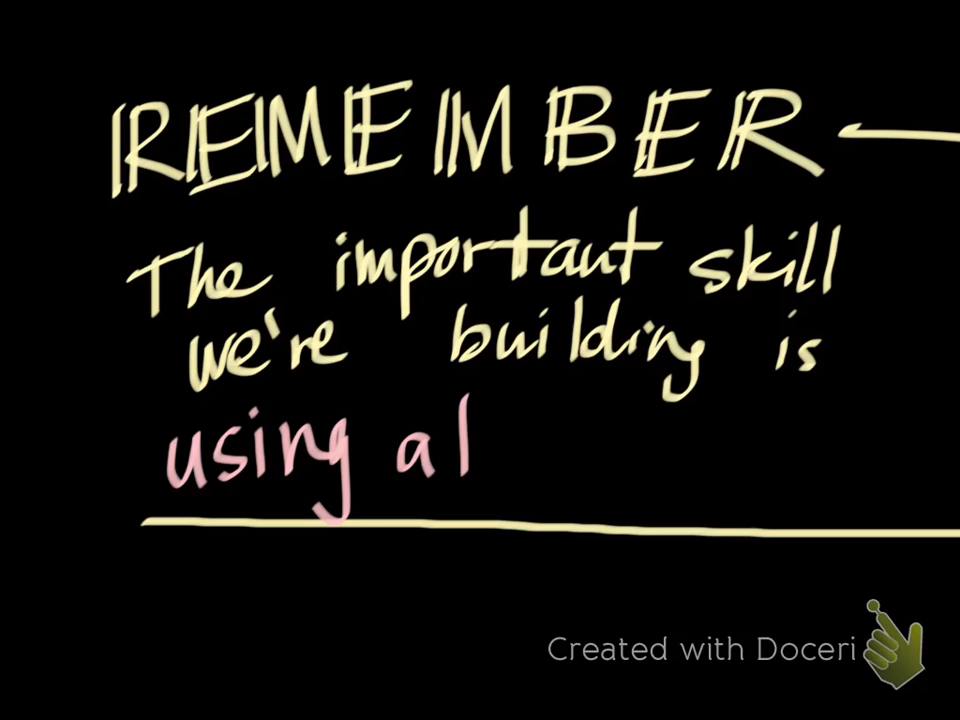 REMEMBER —
The important skill
we're building is
using al
Created with Doceri